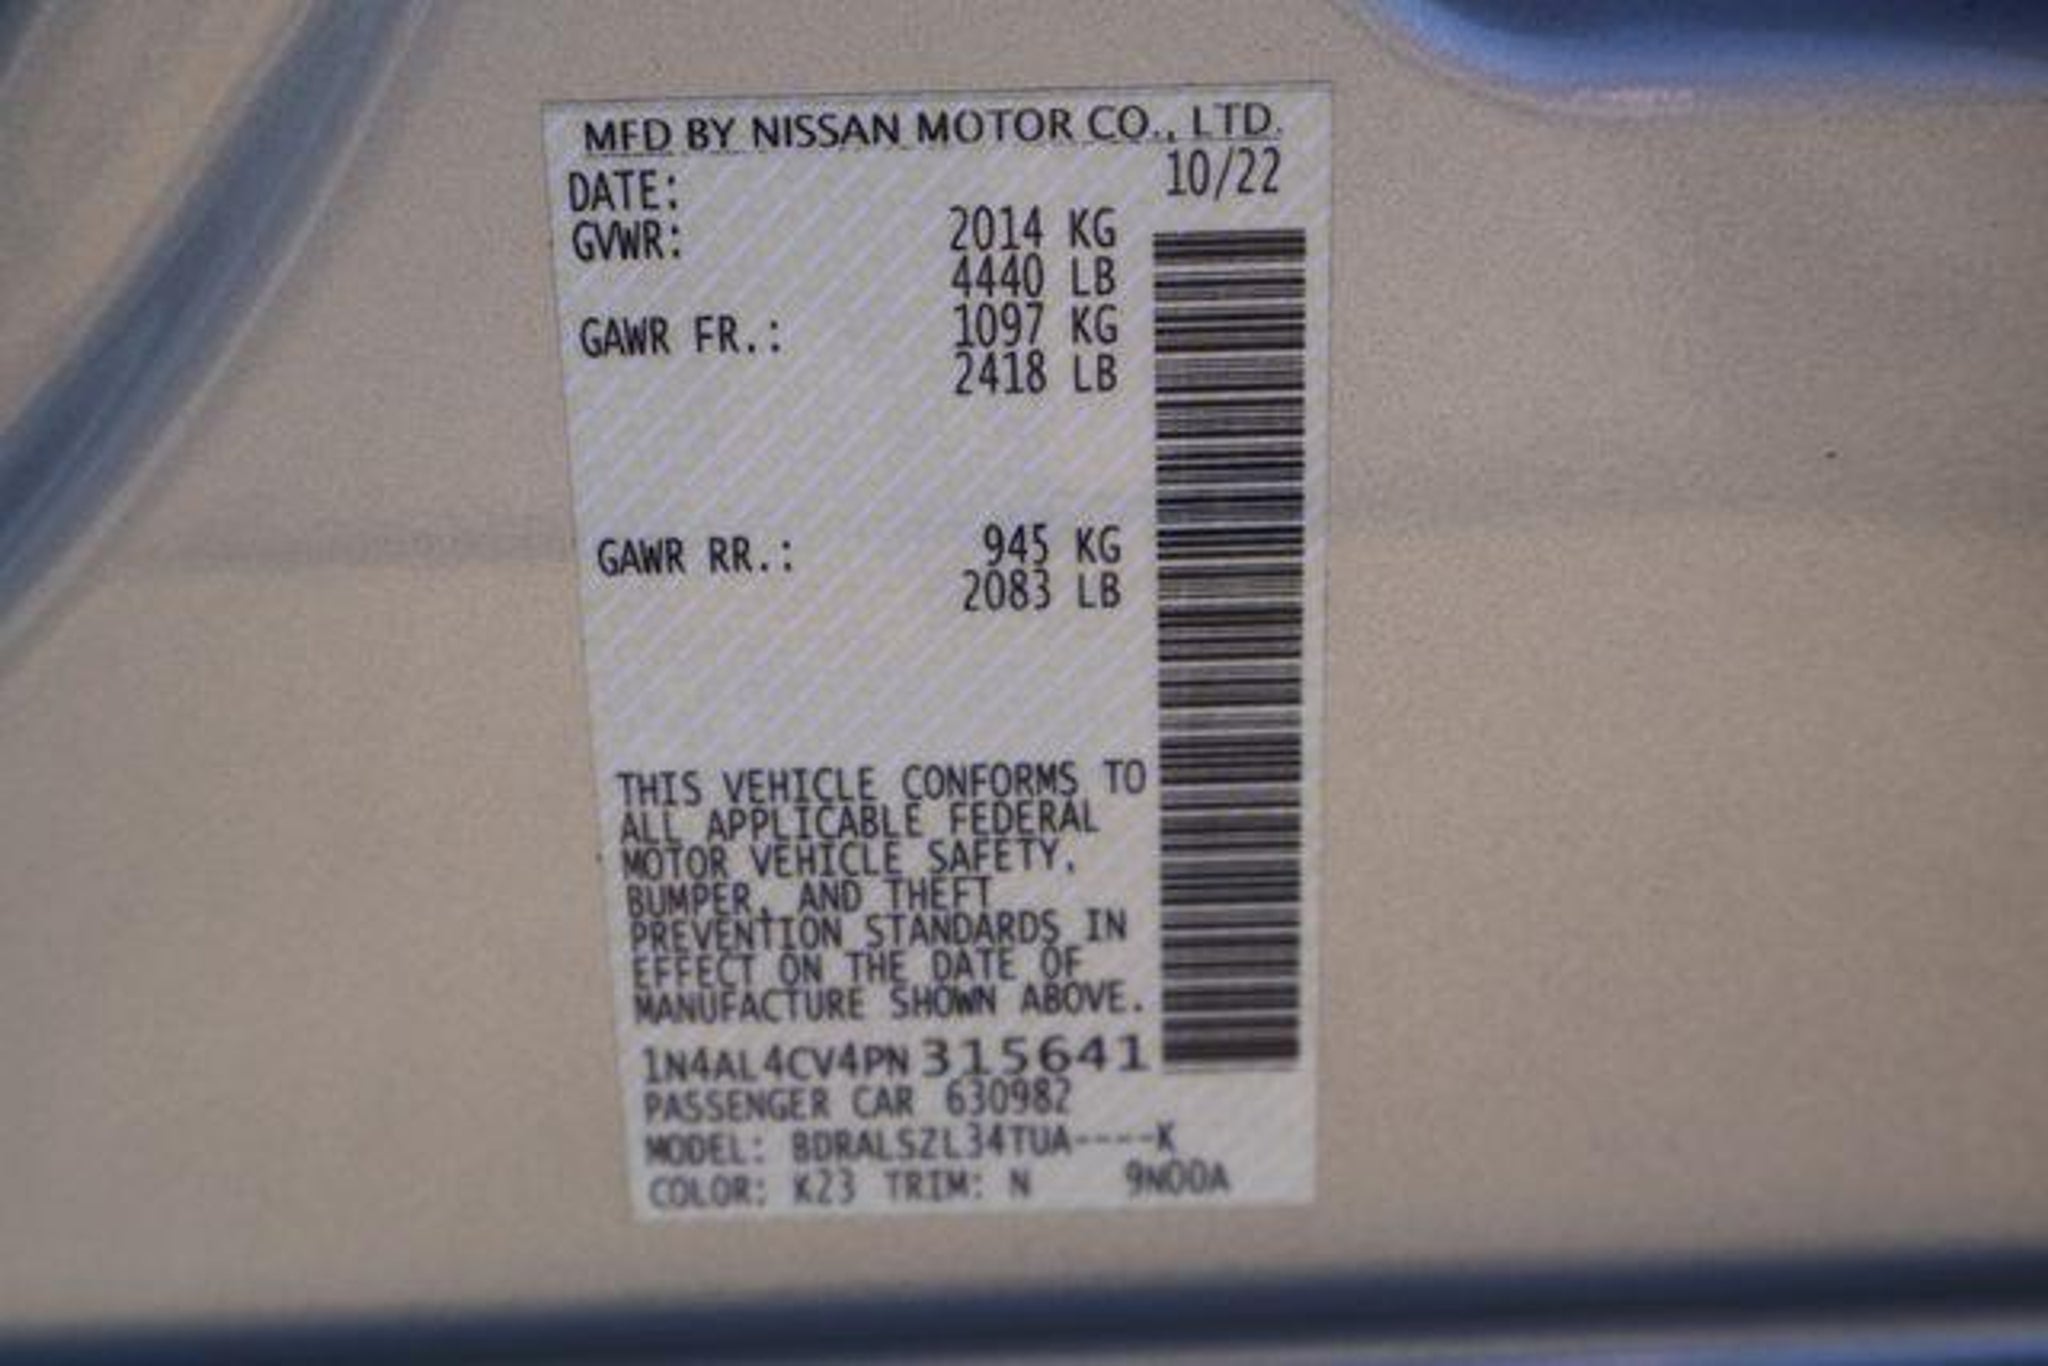 MFD BY NISSAN MOTOR CO., LTD.
DATE: 10/22
GVWR: 2014 KG
4440 LB
GAWR FR.: 1097 KG
2418 LB
GAWR RR.: 945 KG
2083 LB
THIS VEHICLE CONFORMS TO
ALL APPLICABLE FEDERAL
MOTOR VEHICLE SAFETY,
BUMPER, AND THEFT
PREVENTION STANDARDS IN
EFFECT ON THE DATE OF
MANUFACTURE SHOWN ABOVE.
1N4AL4CV4PN315641
PASSENGER CAR 630982
MODEL: BDRALSZL34TUA----K
COLOR: K23 TRIM: N 9N00A